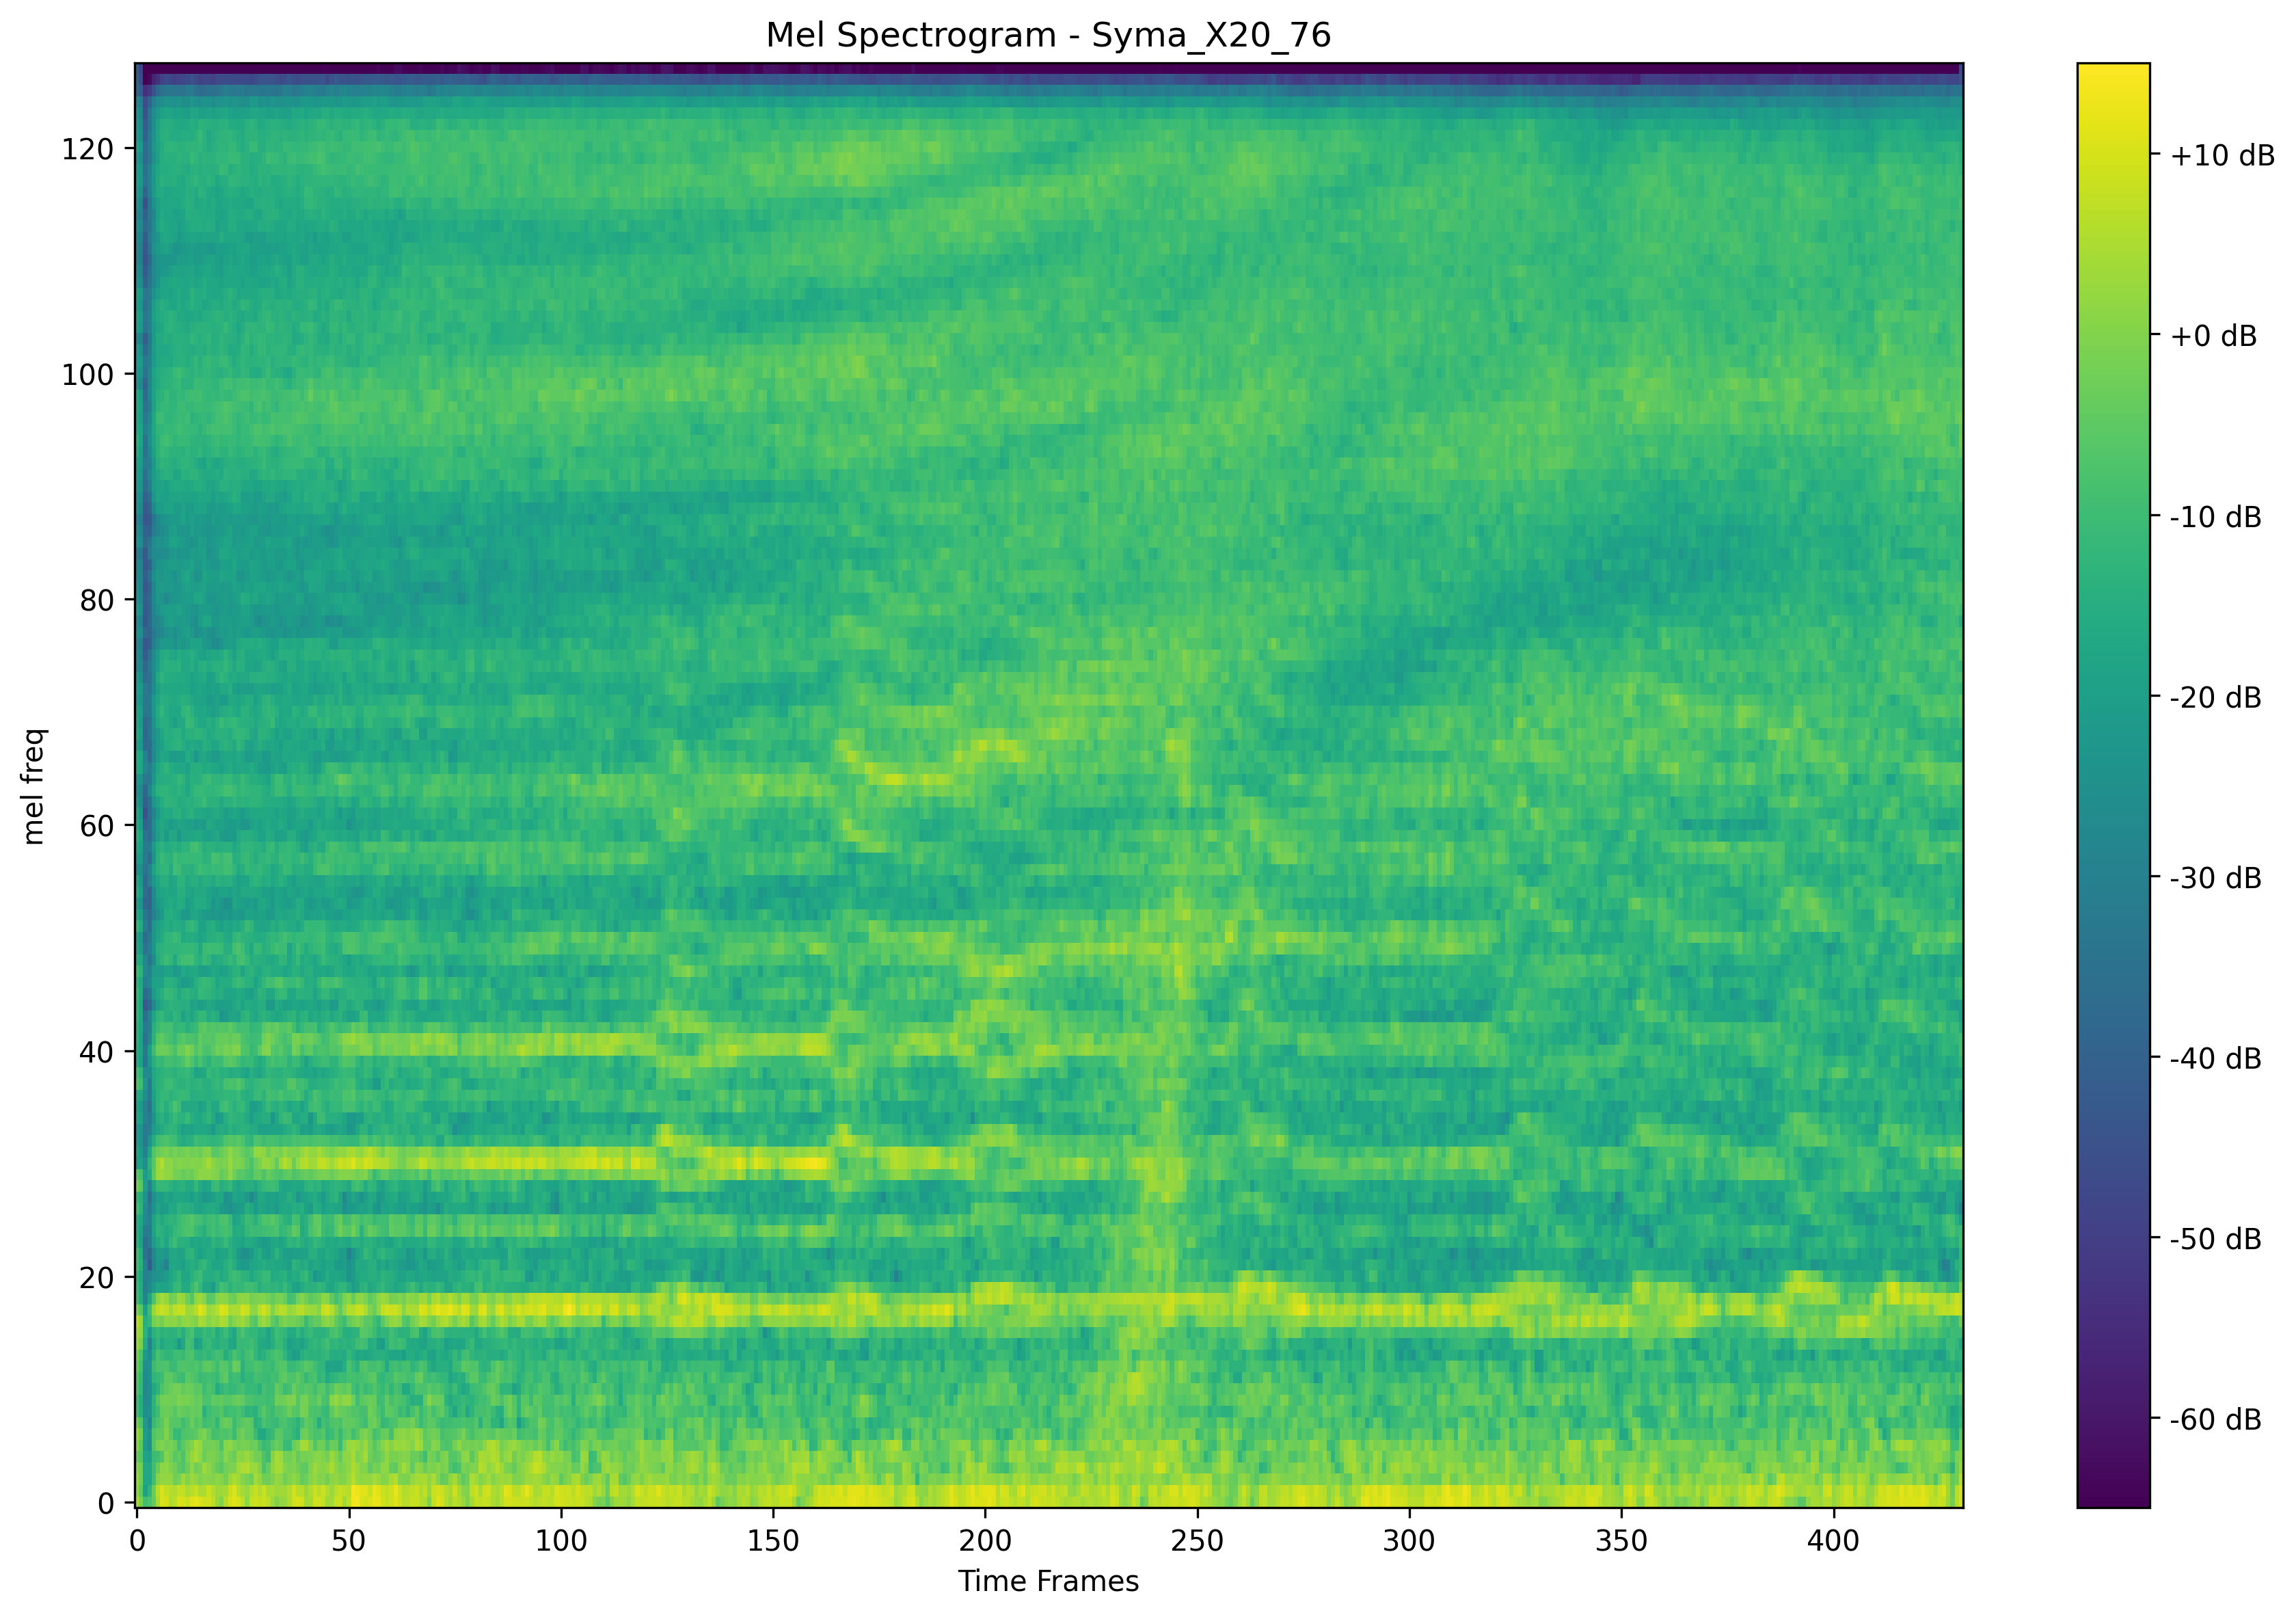 Mel Spectrogram - Syma_X20_76
120
100
80
60
40
20
0
mel freq
0
50
100
150
200
250
300
350
400
Time Frames
+10 dB
+0 dB
-10 dB
-20 dB
-30 dB
-40 dB
-50 dB
-60 dB